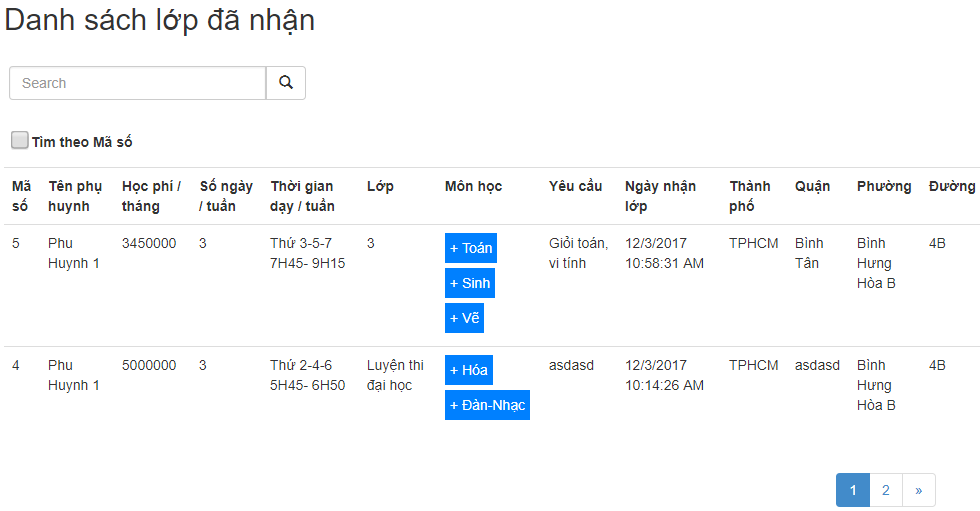 Danh sách lớp đã nhận
Search
Tìm theo Mã số
Mã số Tên phụ huynh Học phí / tháng Số ngày / tuần Thời gian dạy / tuần Lớp Môn học Yêu cầu Ngày nhận lớp Thành phố Quận Phường Đường
5 Phu Huynh 1 3450000 3 Thứ 3-5-7 7H45- 9H15 3 + Toán + Sinh + Vẽ Giỏi toán, vi tính 12/3/2017 10:58:31 AM TPHCM Bình Tân Bình Hưng Hòa B 4B
4 Phu Huynh 1 5000000 3 Thứ 2-4-6 5H45- 6H50 Luyện thi đại học + Hóa + Đàn-Nhạc asdasd 12/3/2017 10:14:26 AM TPHCM asdasd Bình Hưng Hòa B 4B
1 2 »